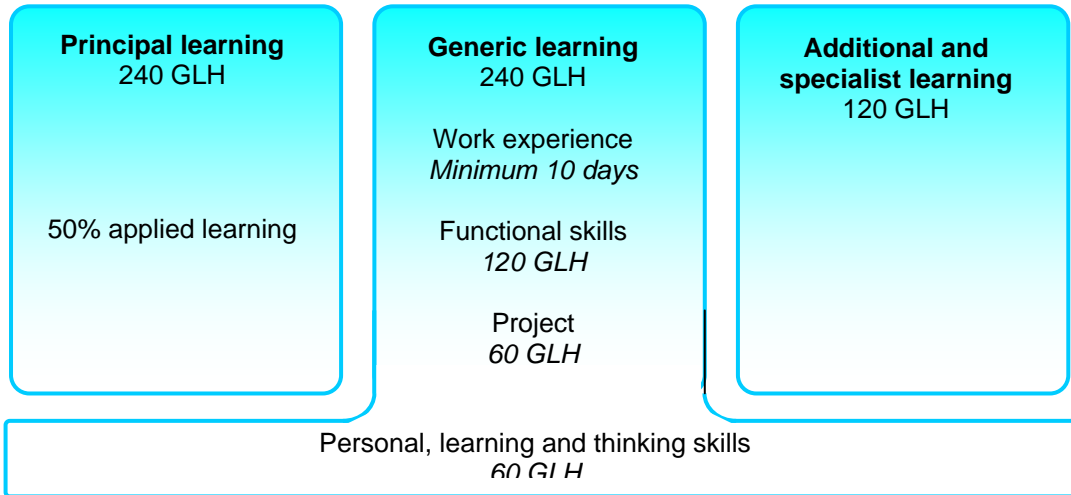 Principal learning
240 GLH
50% applied learning
Generic learning
240 GLH
Work experience
Minimum 10 days
Functional skills
120 GLH
Project
60 GLH
Additional and
specialist learning
120 GLH
Personal, learning and thinking skills
60 GLH